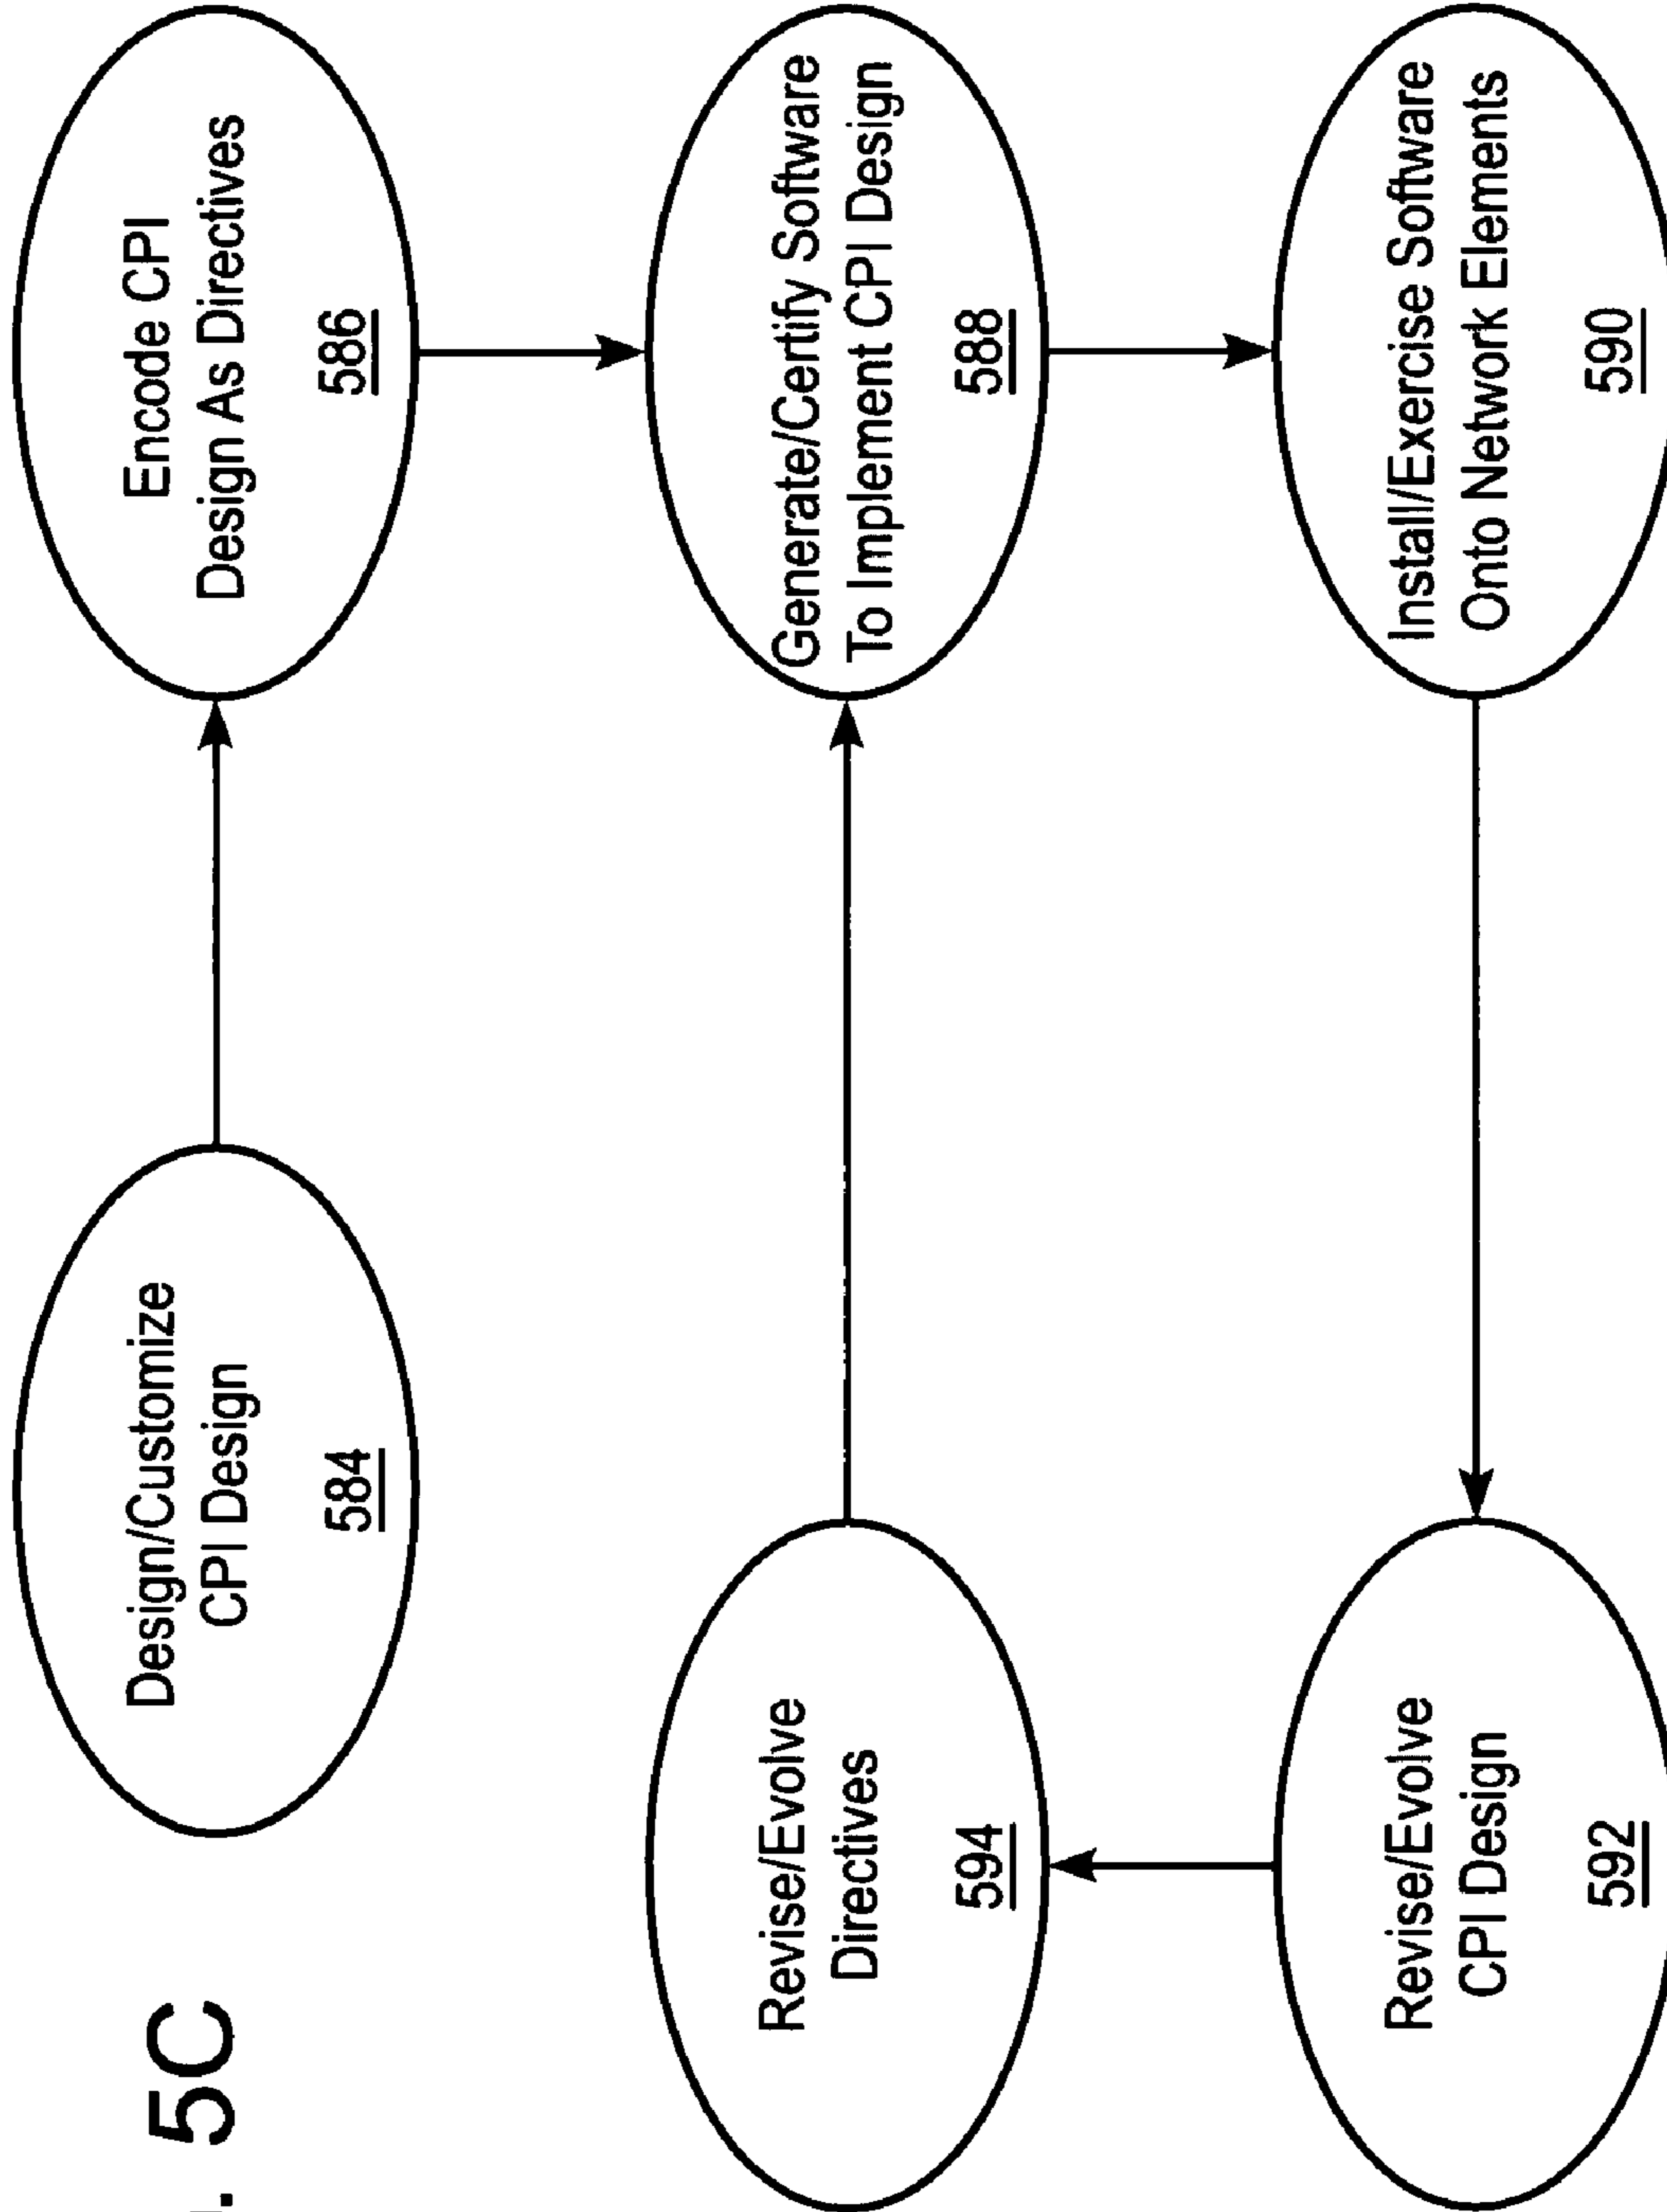 . 5C
Design/Customize
CPI Design
584
Encode CPI
Design As Directives
586
Revise/Evolve
Directives
594
Generate/Certify Software
To Implement CPI Design
588
Revise/Evolve
CPI Design
592
Install/Exercise Software
Onto Network Elements
590